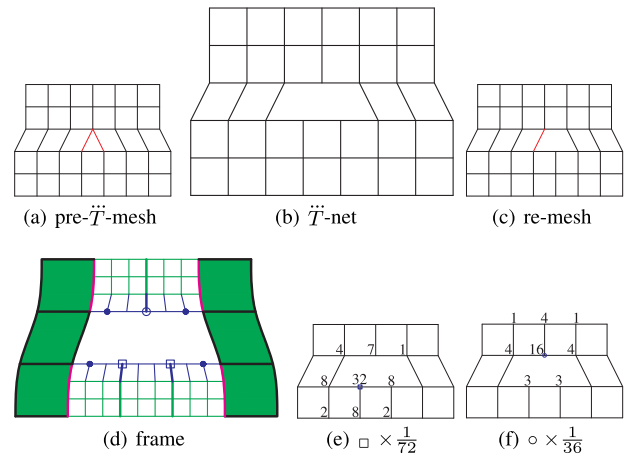 (a) pre-T⃛-mesh
(b) T⃛-net
(c) re-mesh
1 4 1
4 7 1
4 16 4
8 32 8
3 3
2 8 2
(d) frame
(e) □ × 1/72
(f) ○ × 1/36